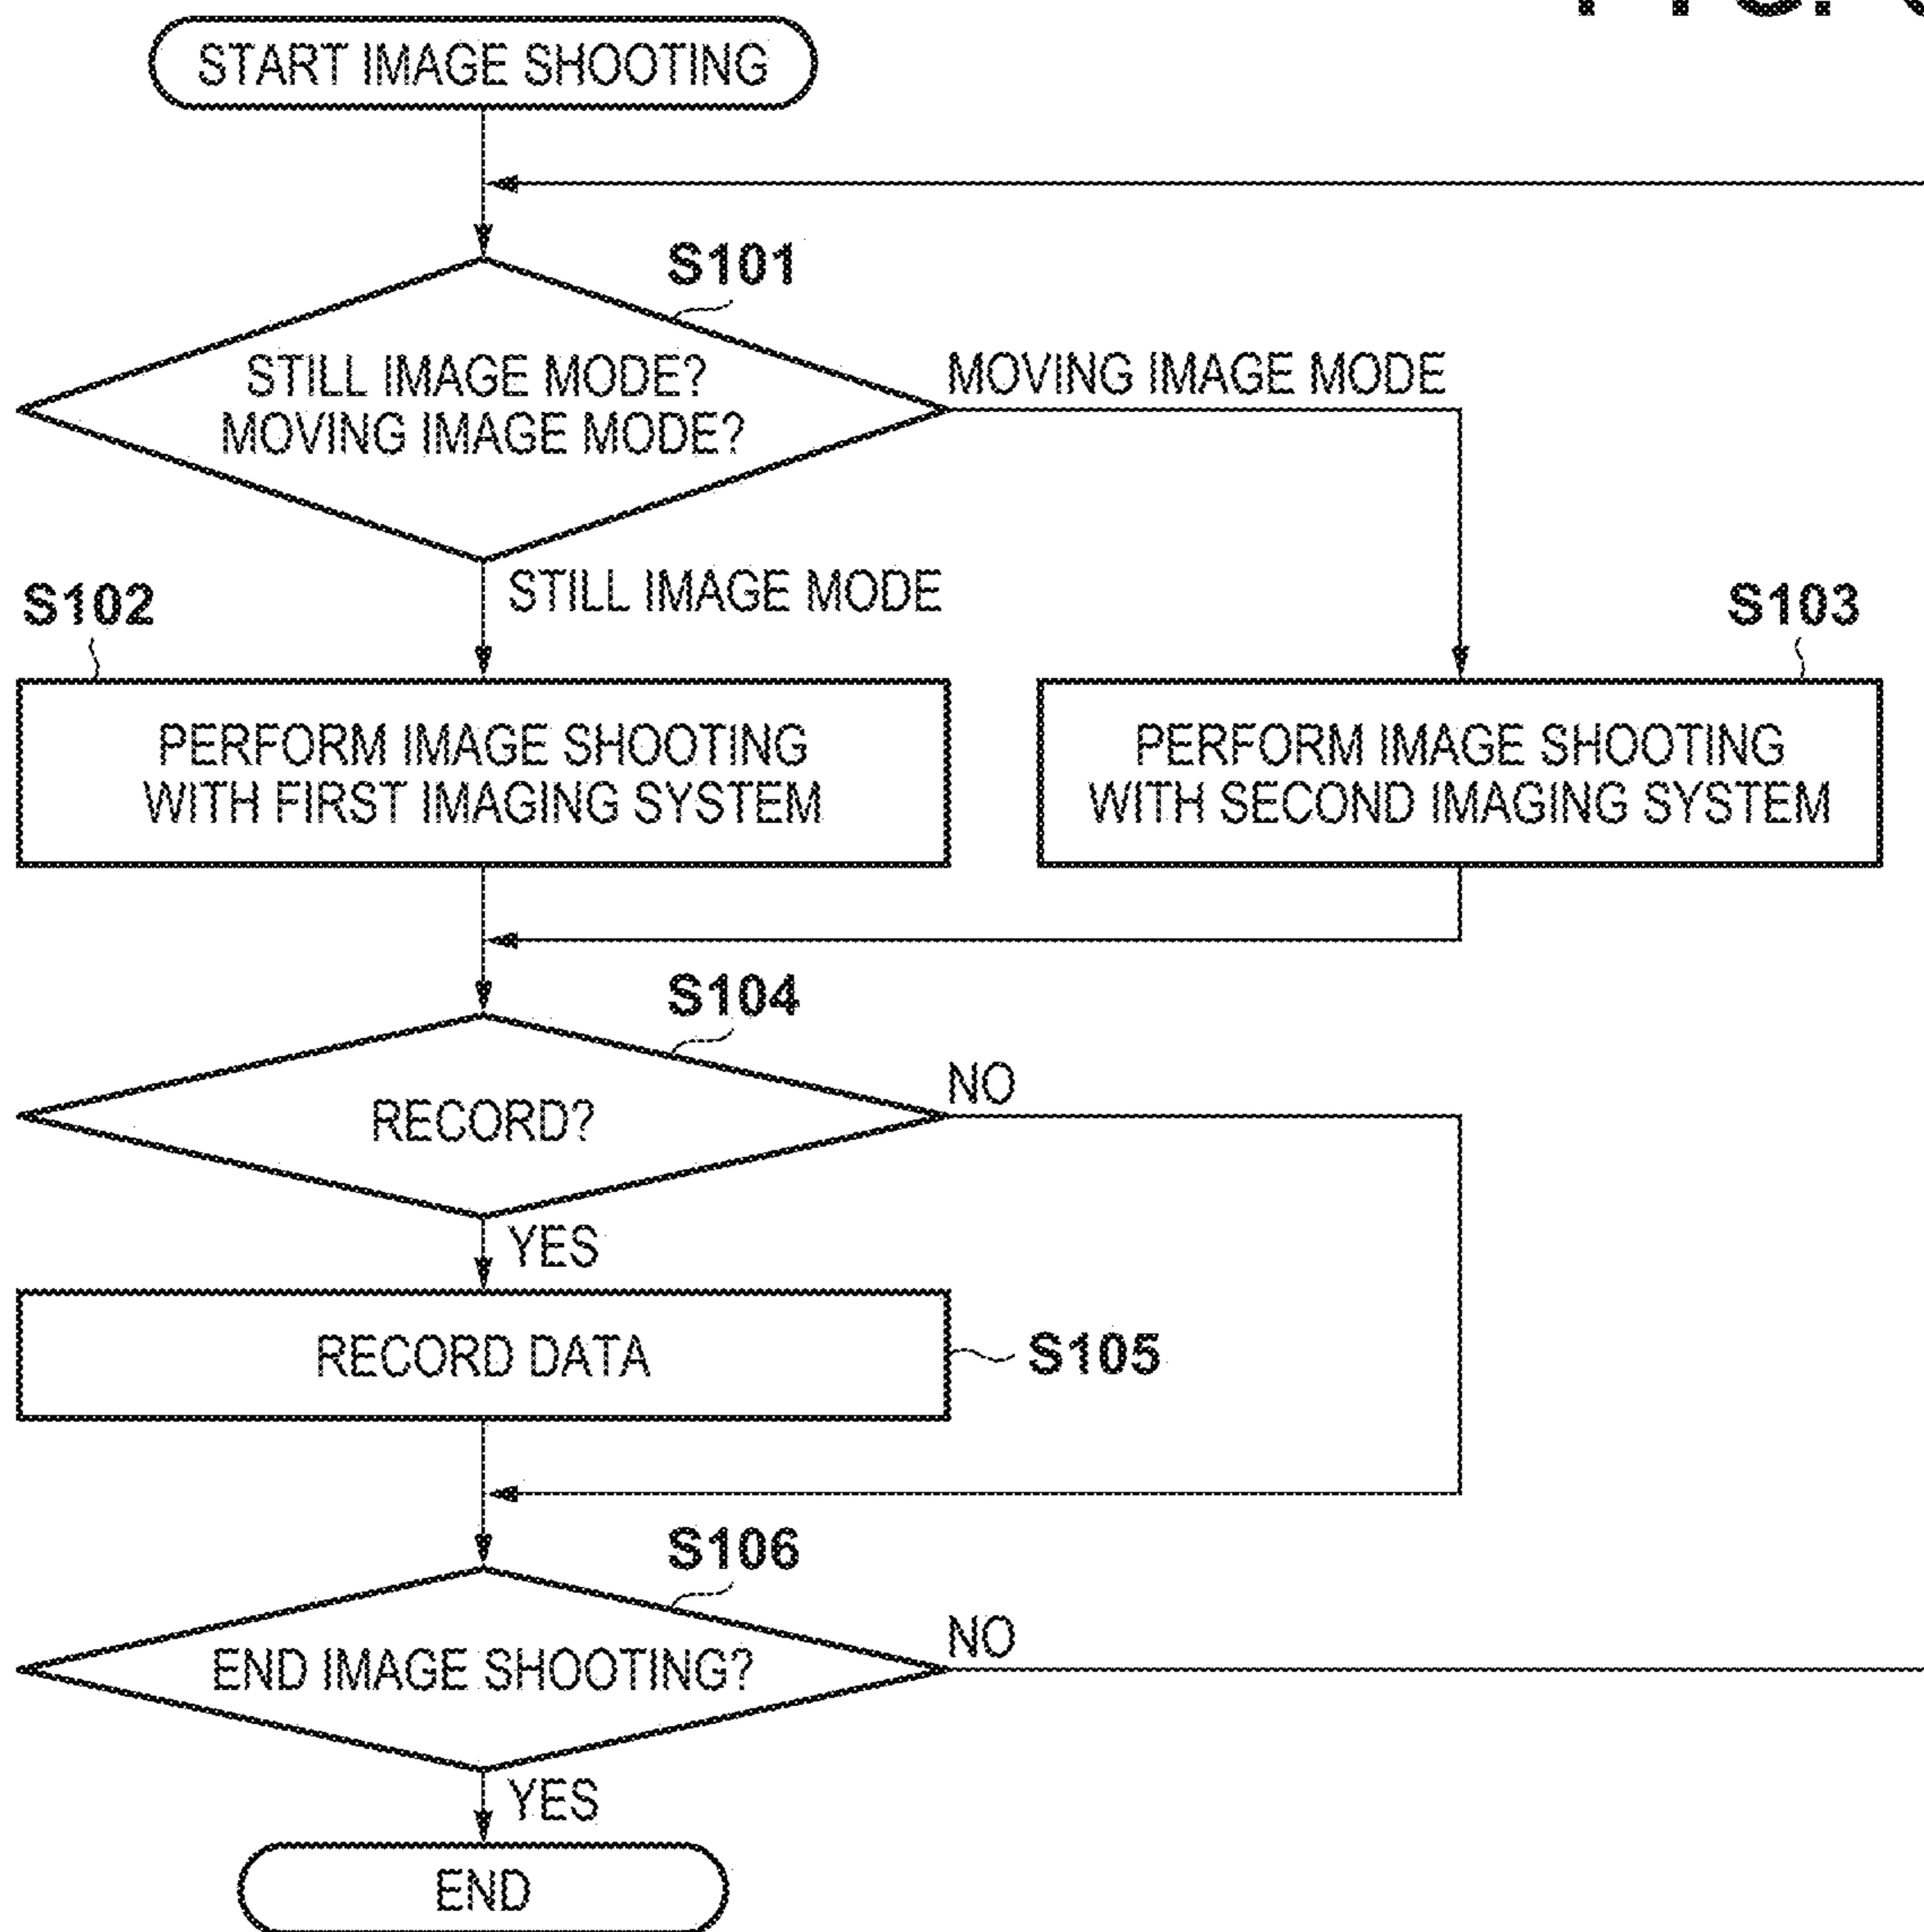 START IMAGE SHOOTING
S101
STILL IMAGE MODE?
MOVING IMAGE MODE?
MOVING IMAGE MODE
STILL IMAGE MODE
S102
S103
PERFORM IMAGE SHOOTING
WITH FIRST IMAGING SYSTEM
PERFORM IMAGE SHOOTING
WITH SECOND IMAGING SYSTEM
S104
RECORD?
NO
YES
RECORD DATA
S105
S106
END IMAGE SHOOTING?
NO
YES
END